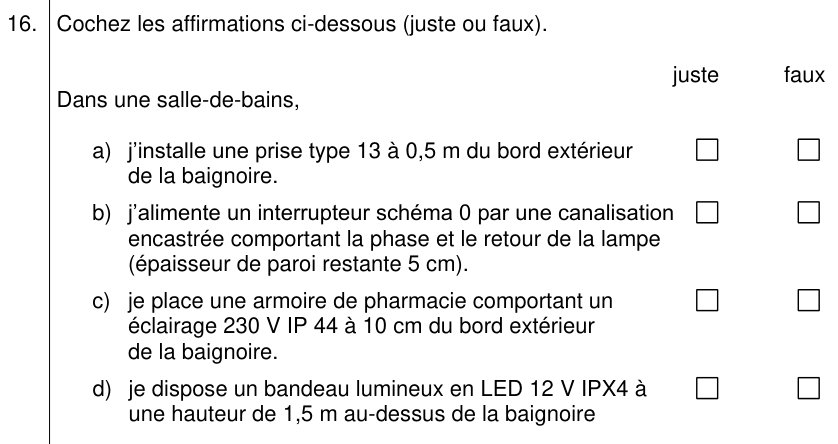 16. Cochez les affirmations ci-dessous (juste ou faux).
juste faux
Dans une salle-de-bains,
a) j'installe une prise type 13 à 0,5 m du bord extérieur
de la baignoire.
b) j'alimente un interrupteur schéma 0 par une canalisation
encastrée comportant la phase et le retour de la lampe
(épaisseur de paroi restante 5 cm).
c) je place une armoire de pharmacie comportant un
éclairage 230 V IP 44 à 10 cm du bord extérieur
de la baignoire.
d) je dispose un bandeau lumineux en LED 12 V IPX4 à
une hauteur de 1,5 m au-dessus de la baignoire